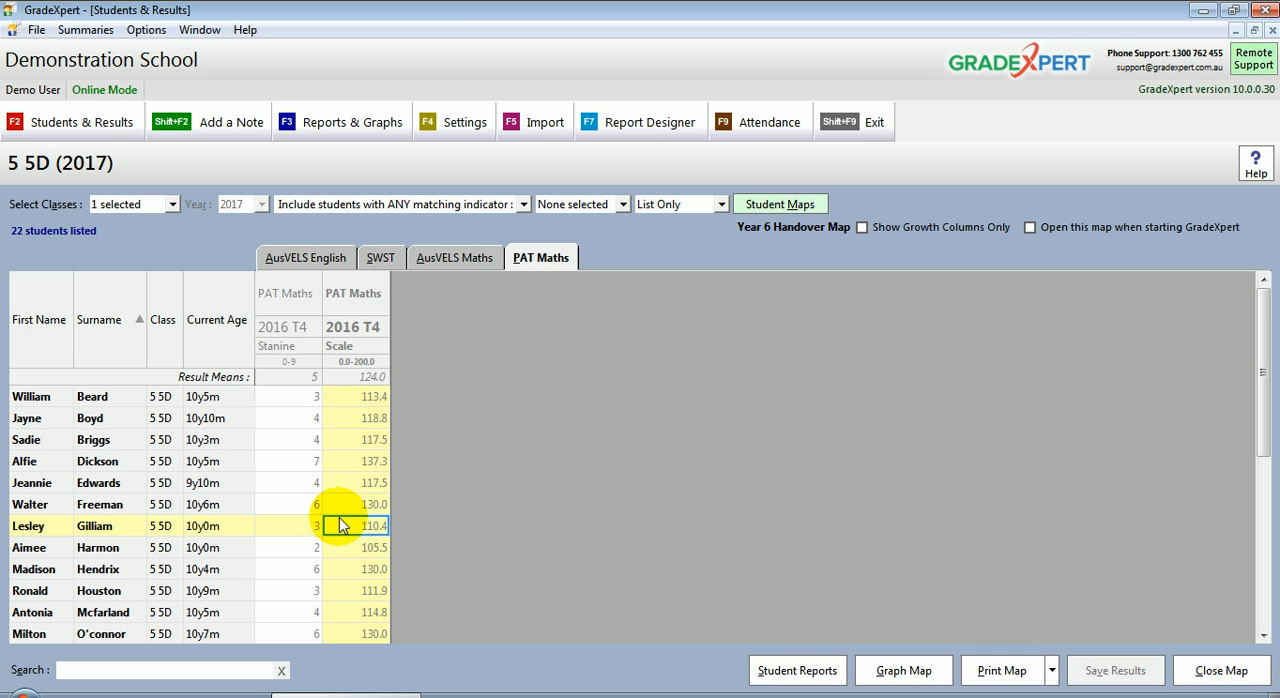 GradeXpert - [Students & Results]
File Summaries Options Window Help
Demonstration School
GRADEXPERT
Phone Support: 1300 762 455
support@gradexpert.com.au
Remote Support
Demo User Online Mode
GradeXpert version 10.0.0.30
F2 Students & Results Shift+F2 Add a Note F3 Reports & Graphs F4 Settings F5 Import F7 Report Designer F9 Attendance Shift+F9 Exit
5 5D (2017)
? Help
Select Classes : 1 selected Year : 2017 Include students with ANY matching indicator : None selected List Only Student Maps
22 students listed
Year 6 Handover Map Show Growth Columns Only Open this map when starting GradeXpert
AusVELS English SWST AusVELS Maths PAT Maths
First Name Surname Class Current Age
PAT Maths PAT Maths
2016 T4 2016 T4
Stanine Scale
0-9 0.0-200.0
Result Means : 5 124.0
William Beard 5 5D 10y5m 3 113.4
Jayne Boyd 5 5D 10y10m 4 118.8
Sadie Briggs 5 5D 10y3m 4 117.5
Alfie Dickson 5 5D 10y5m 7 137.3
Jeannie Edwards 5 5D 9y10m 4 117.5
Walter Freeman 5 5D 10y6m 6 130.0
Lesley Gilliam 5 5D 10y0m 3 110.4
Aimee Harmon 5 5D 10y0m 2 105.5
Madison Hendrix 5 5D 10y4m 6 130.0
Ronald Houston 5 5D 10y9m 3 111.9
Antonia Mcfarland 5 5D 10y5m 4 114.8
Milton O'connor 5 5D 10y7m 6 130.0
Search : X
Student Reports Graph Map Print Map Save Results Close Map